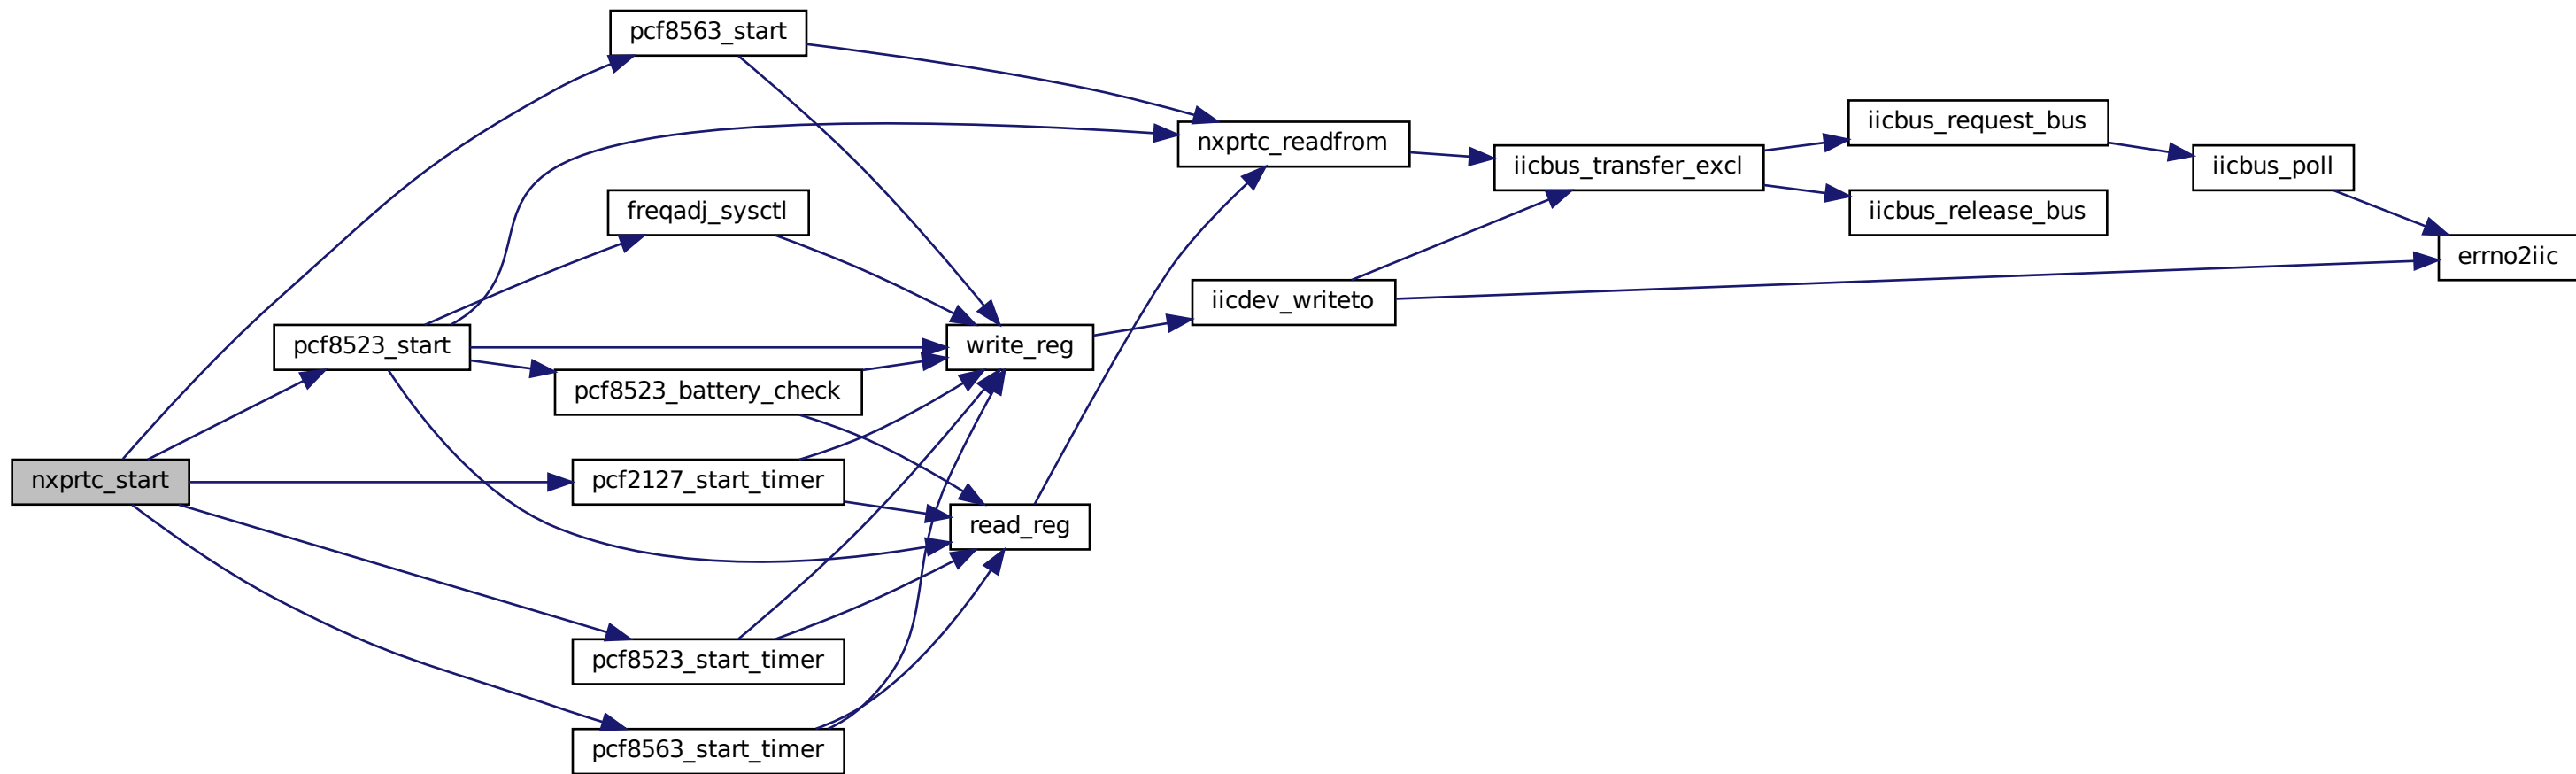 pcf8563_start
iicbus_request_bus
nxprtc_readfrom
iicbus_transfer_excl
iicbus_poll
freqadj_sysctl
iicbus_release_bus
errno2iic
iicdev_writeto
pcf8523_start
write_reg
pcf8523_battery_check
nxprtc_start
pcf2127_start_timer
read_reg
pcf8523_start_timer
pcf8563_start_timer